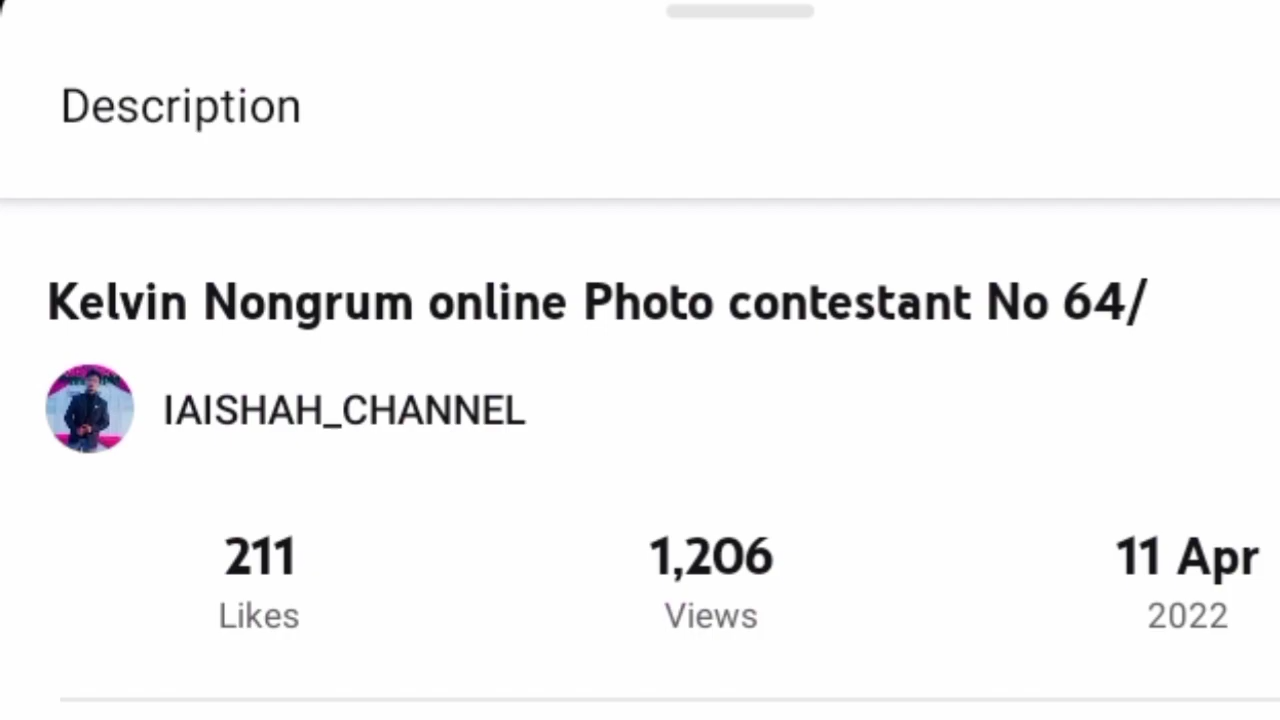 Description
Kelvin Nongrum online Photo contestant No 64/
IAISHAH_CHANNEL
211 1,206 11 Apr
Likes Views 2022